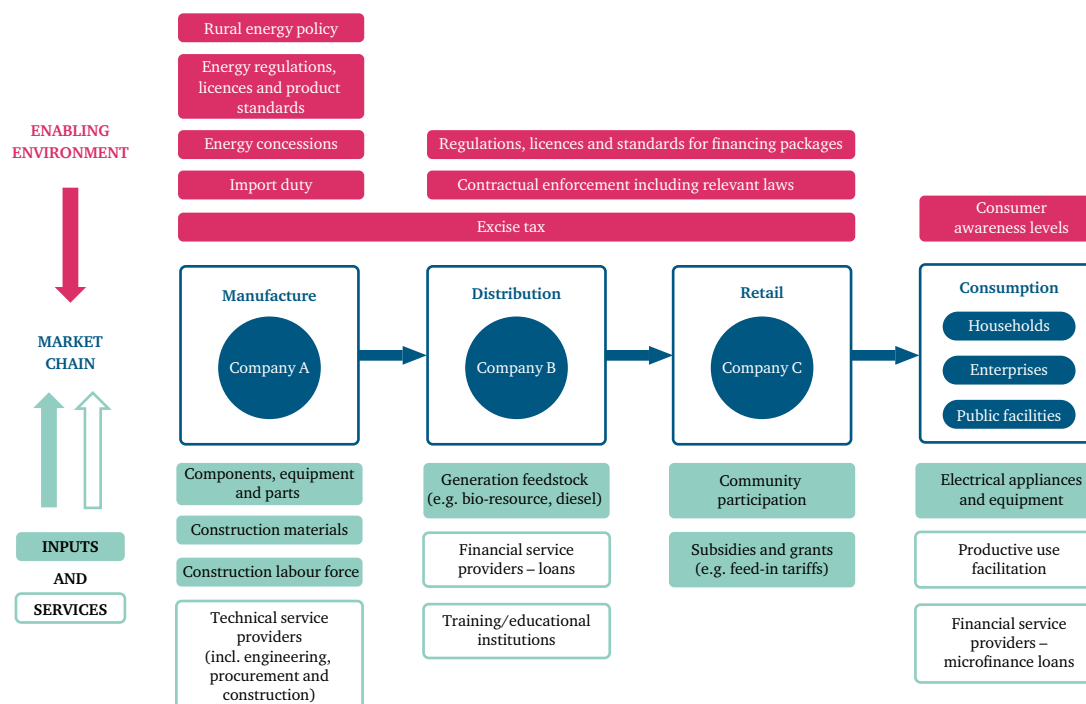 Rural energy policy
Energy regulations,
licences and product
standards
ENABLING
ENVIRONMENT
Energy concessions
Regulations, licences and standards for financing packages
Import duty
Contractual enforcement including relevant laws
Excise tax
Consumer
awareness levels
MARKET
CHAIN
Manufacture
Company A
Distribution
Company B
Retail
Company C
Consumption
Households
Enterprises
Public facilities
INPUTS
AND
SERVICES
Components, equipment
and parts
Construction materials
Construction labour force
Technical service
providers
(incl. engineering,
procurement and
construction)
Generation feedstock
(e.g. bio-resource, diesel)
Financial service
providers – loans
Training/educational
institutions
Community
participation
Subsidies and grants
(e.g. feed-in tariffs)
Electrical appliances
and equipment
Productive use
facilitation
Financial service
providers –
microfinance loans